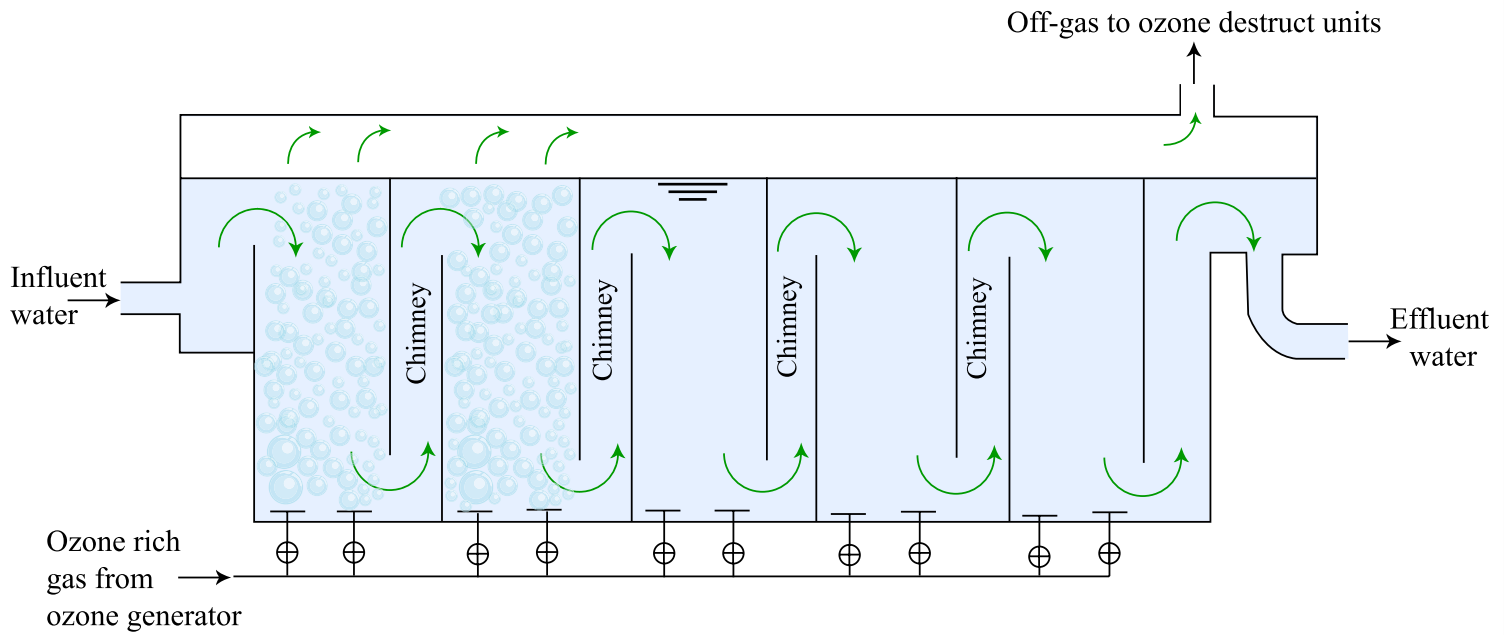 Off-gas to ozone destruct units
Influent
water
Chimney
Chimney
Chimney
Chimney
Effluent
water
Ozone rich
gas from
ozone generator